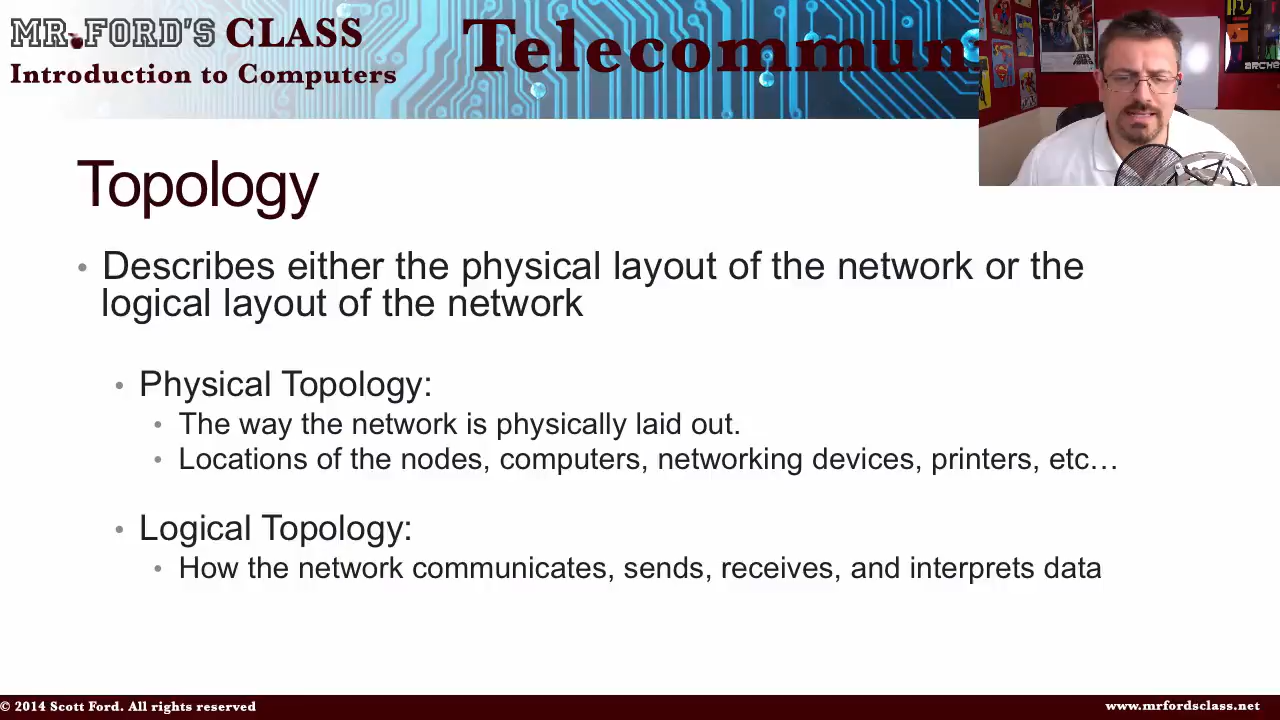 MR.FORD'S CLASS
Introduction to Computers
Telecommun
ARCHE
Topology
• Describes either the physical layout of the network or the
logical layout of the network
• Physical Topology:
• The way the network is physically laid out.
• Locations of the nodes, computers, networking devices, printers, etc…
• Logical Topology:
• How the network communicates, sends, receives, and interprets data
© 2014 Scott Ford. All rights reserved
www.mrfordsclass.net